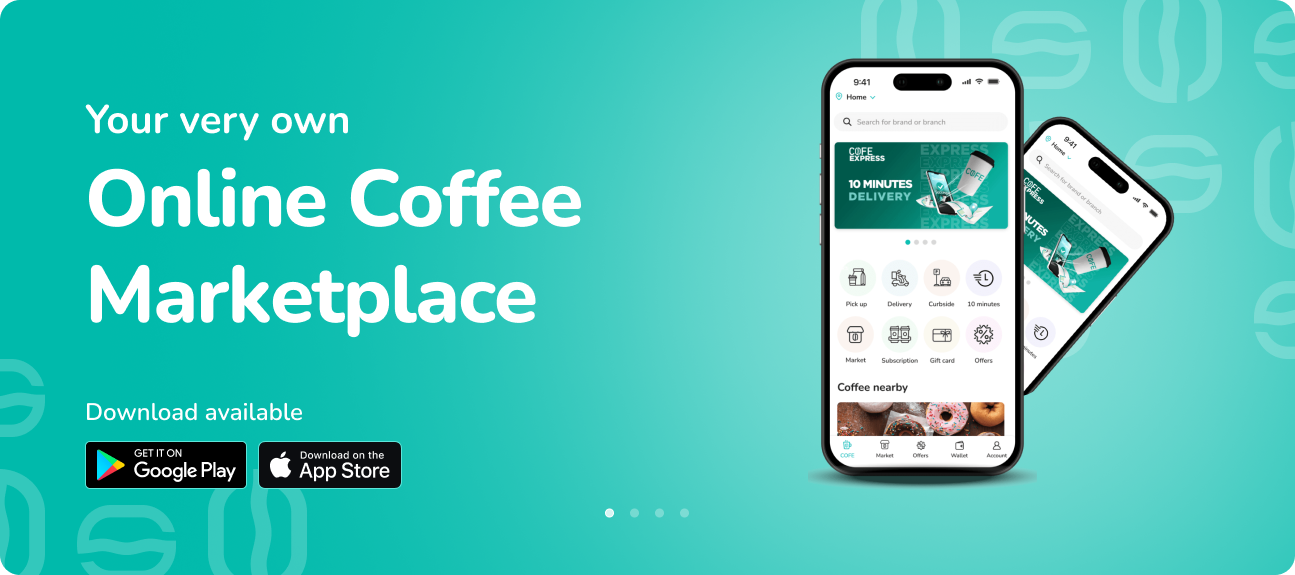 Your very own
Online Coffee
Marketplace
Download available
GET IT ON
Google Play
Download on the
App Store
9:41
Home
Search for brand or branch
COFE
EXPRESS
10 MINUTES
DELIVERY
EXPRESS
COFE
Pick up
Delivery
Curbside
10 minutes
Market
Subscription
Gift card
Offers
Coffee nearby
COFE
Market
Offers
Wallet
Account
9:41
Home
Search for brand or branch
COFE